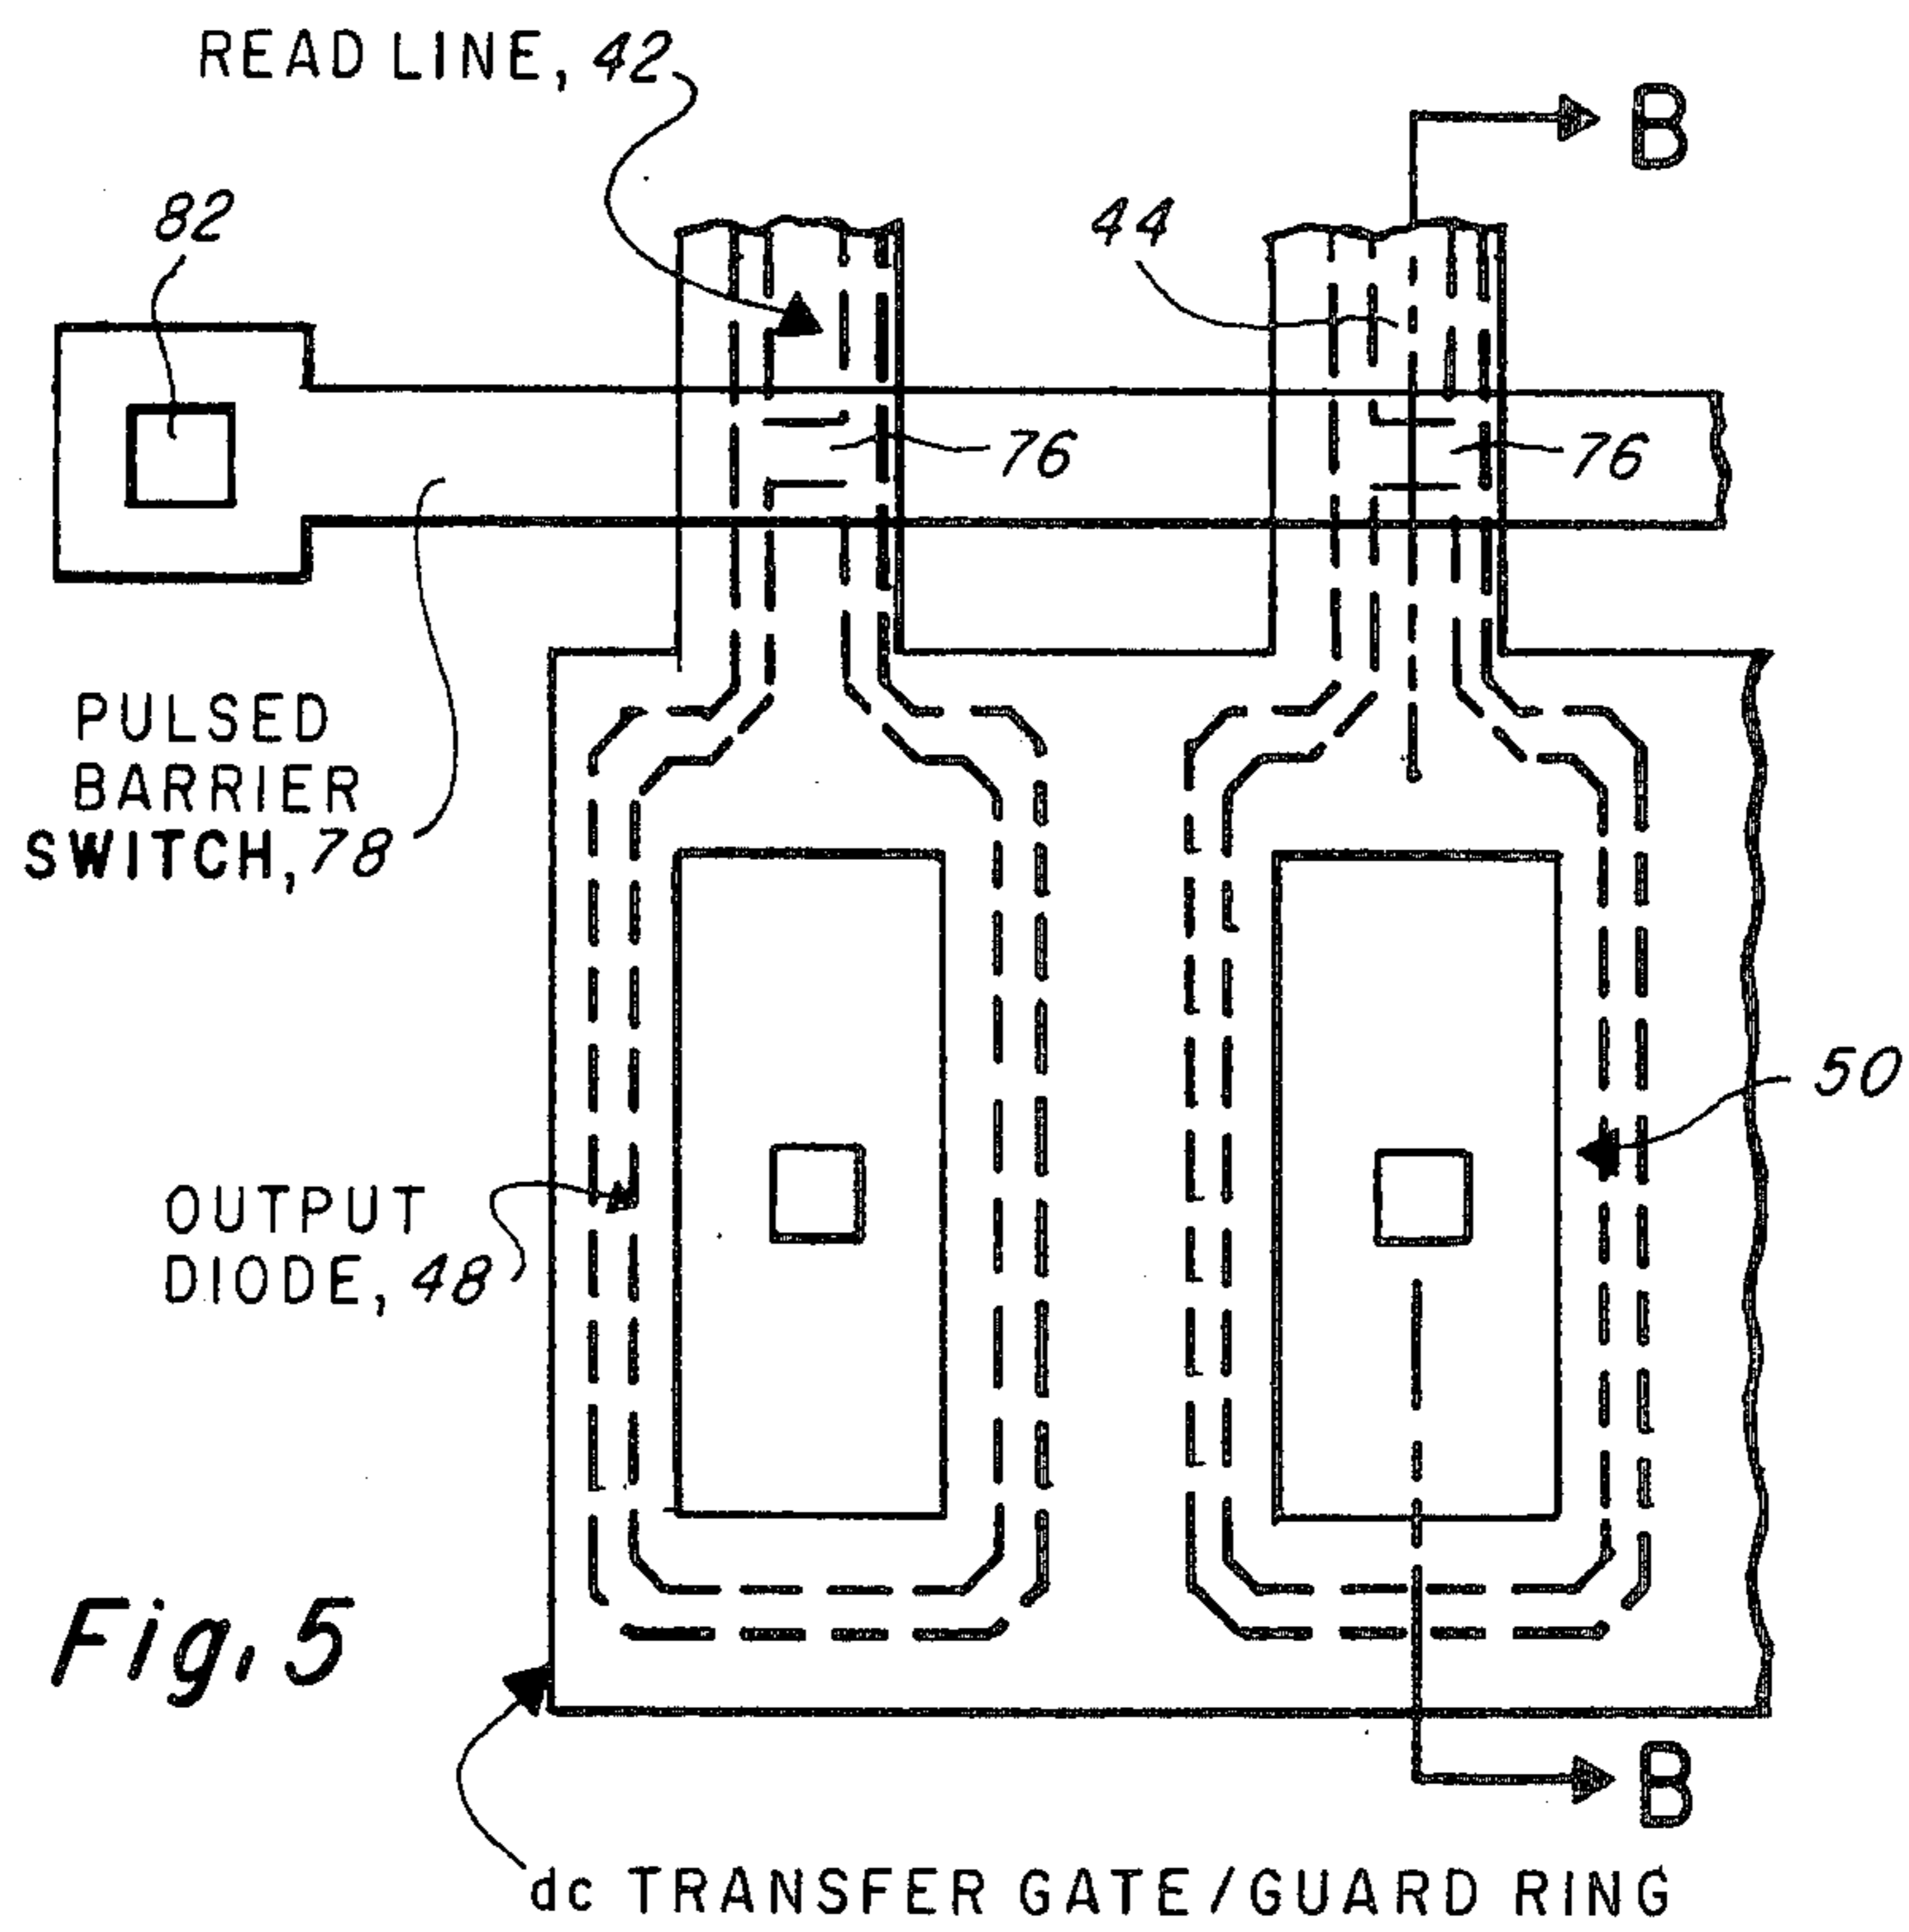 READ LINE, 42
B
82
44
76
76
PULSED
BARRIER
SWITCH, 78
50
OUTPUT
DIODE, 48
Fig. 5
B
dc TRANSFER GATE/GUARD RING